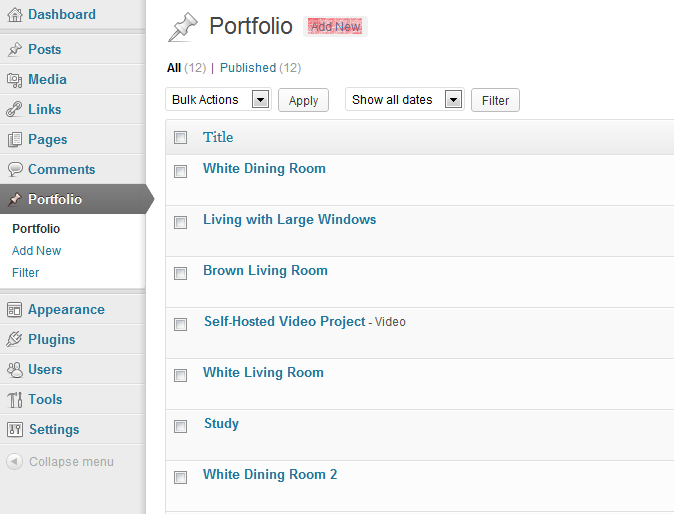 Dashboard
Posts
Media
Links
Pages
Comments
Portfolio
Portfolio
Add New
Filter
Appearance
Plugins
Users
Tools
Settings
Collapse menu
Portfolio Add New
All (12) | Published (12)
Bulk Actions Apply Show all dates Filter
Title
White Dining Room
Living with Large Windows
Brown Living Room
Self-Hosted Video Project - Video
White Living Room
Study
White Dining Room 2